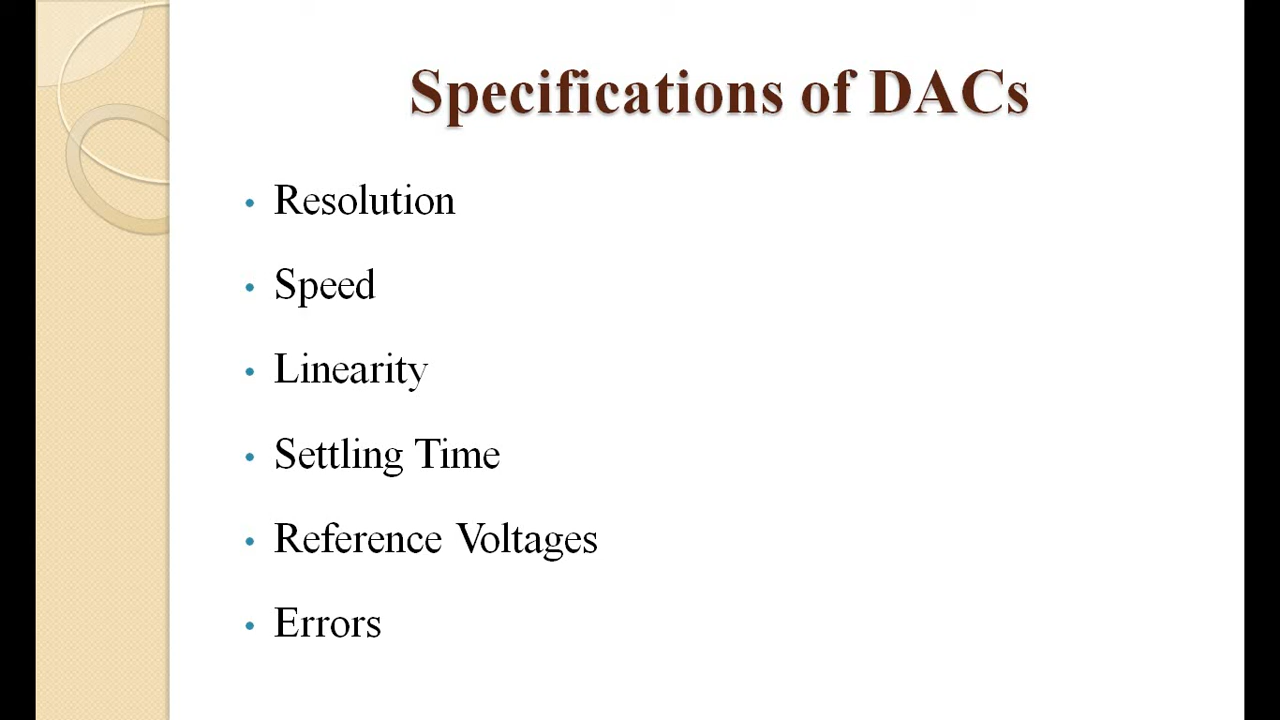 Specifications of DACs
• Resolution
• Speed
• Linearity
• Settling Time
• Reference Voltages
• Errors